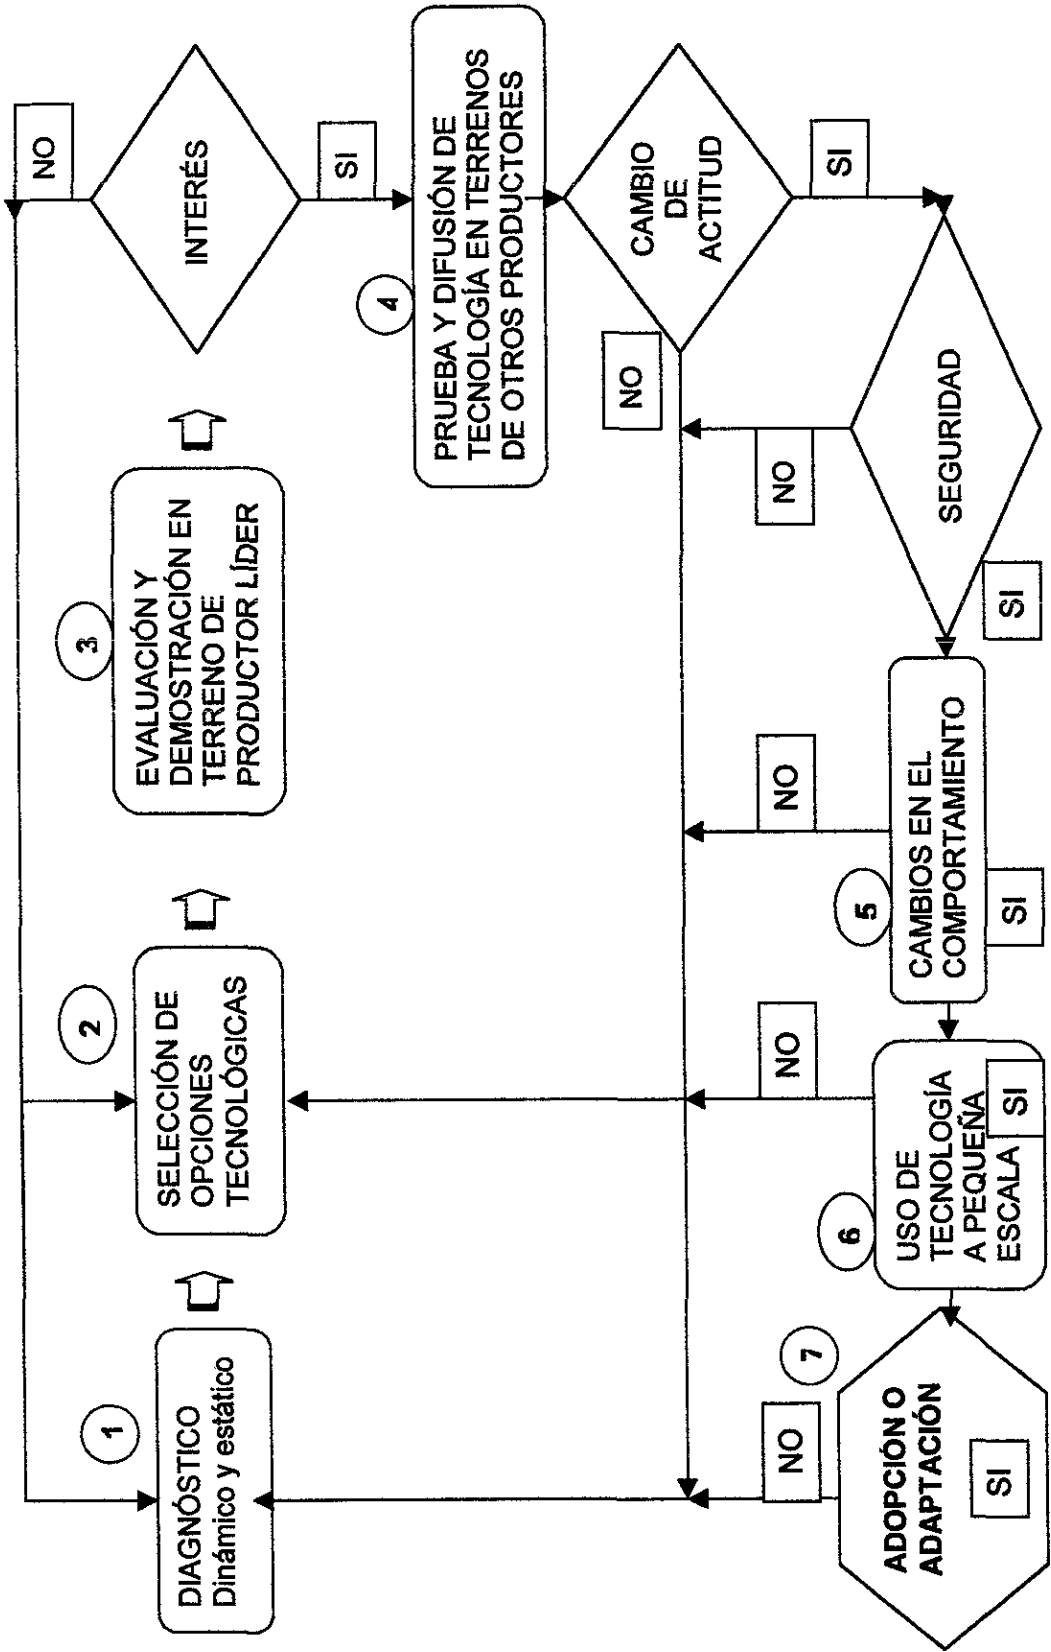 1
DIAGNÓSTICO
Dinámico y estático
2
SELECCIÓN DE
OPCIONES
TECNOLÓGICAS
3
EVALUACIÓN Y
DEMOSTRACIÓN EN
TERRENO DE
PRODUCTOR LÍDER
INTERÉS
NO
SI
4
PRUEBA Y DIFUSIÓN DE
TECNOLOGÍA EN TERRENOS
DE OTROS PRODUCTORES
CAMBIO
DE
ACTITUD
NO
SI
SEGURIDAD
NO
SI
5
CAMBIOS EN EL
COMPORTAMIENTO
NO
SI
6
USO DE
TECNOLOGÍA
A PEQUEÑA
ESCALA
NO
SI
7
ADOPCIÓN O
ADAPTACIÓN
NO
SI